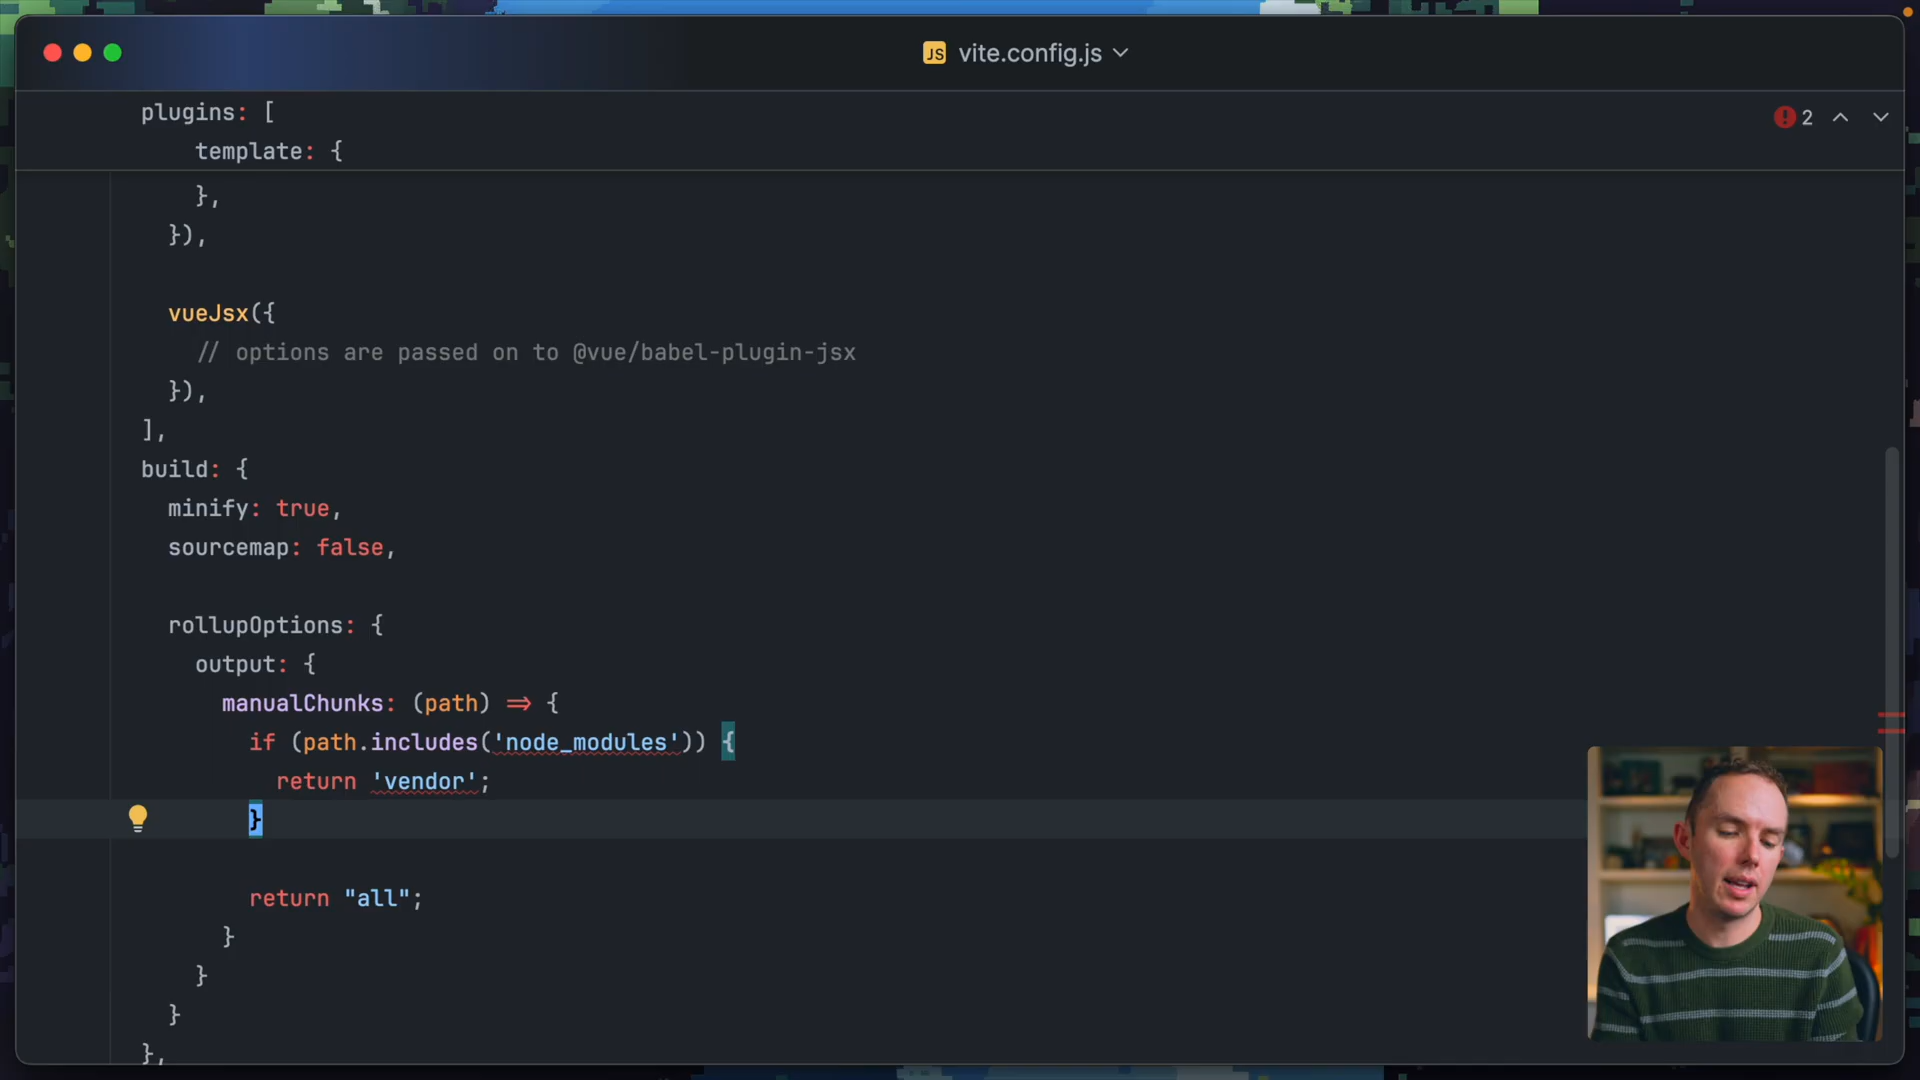 JS vite.config.js
plugins: [
2
template: {
},
}),
vueJsx({
// options are passed on to @vue/babel-plugin-jsx
}),
],
build: {
minify: true,
sourcemap: false,
rollupOptions: {
output: {
manualChunks: (path) => {
if (path.includes('node_modules')) {
return 'vendor';
}
return "all";
}
}
}
},